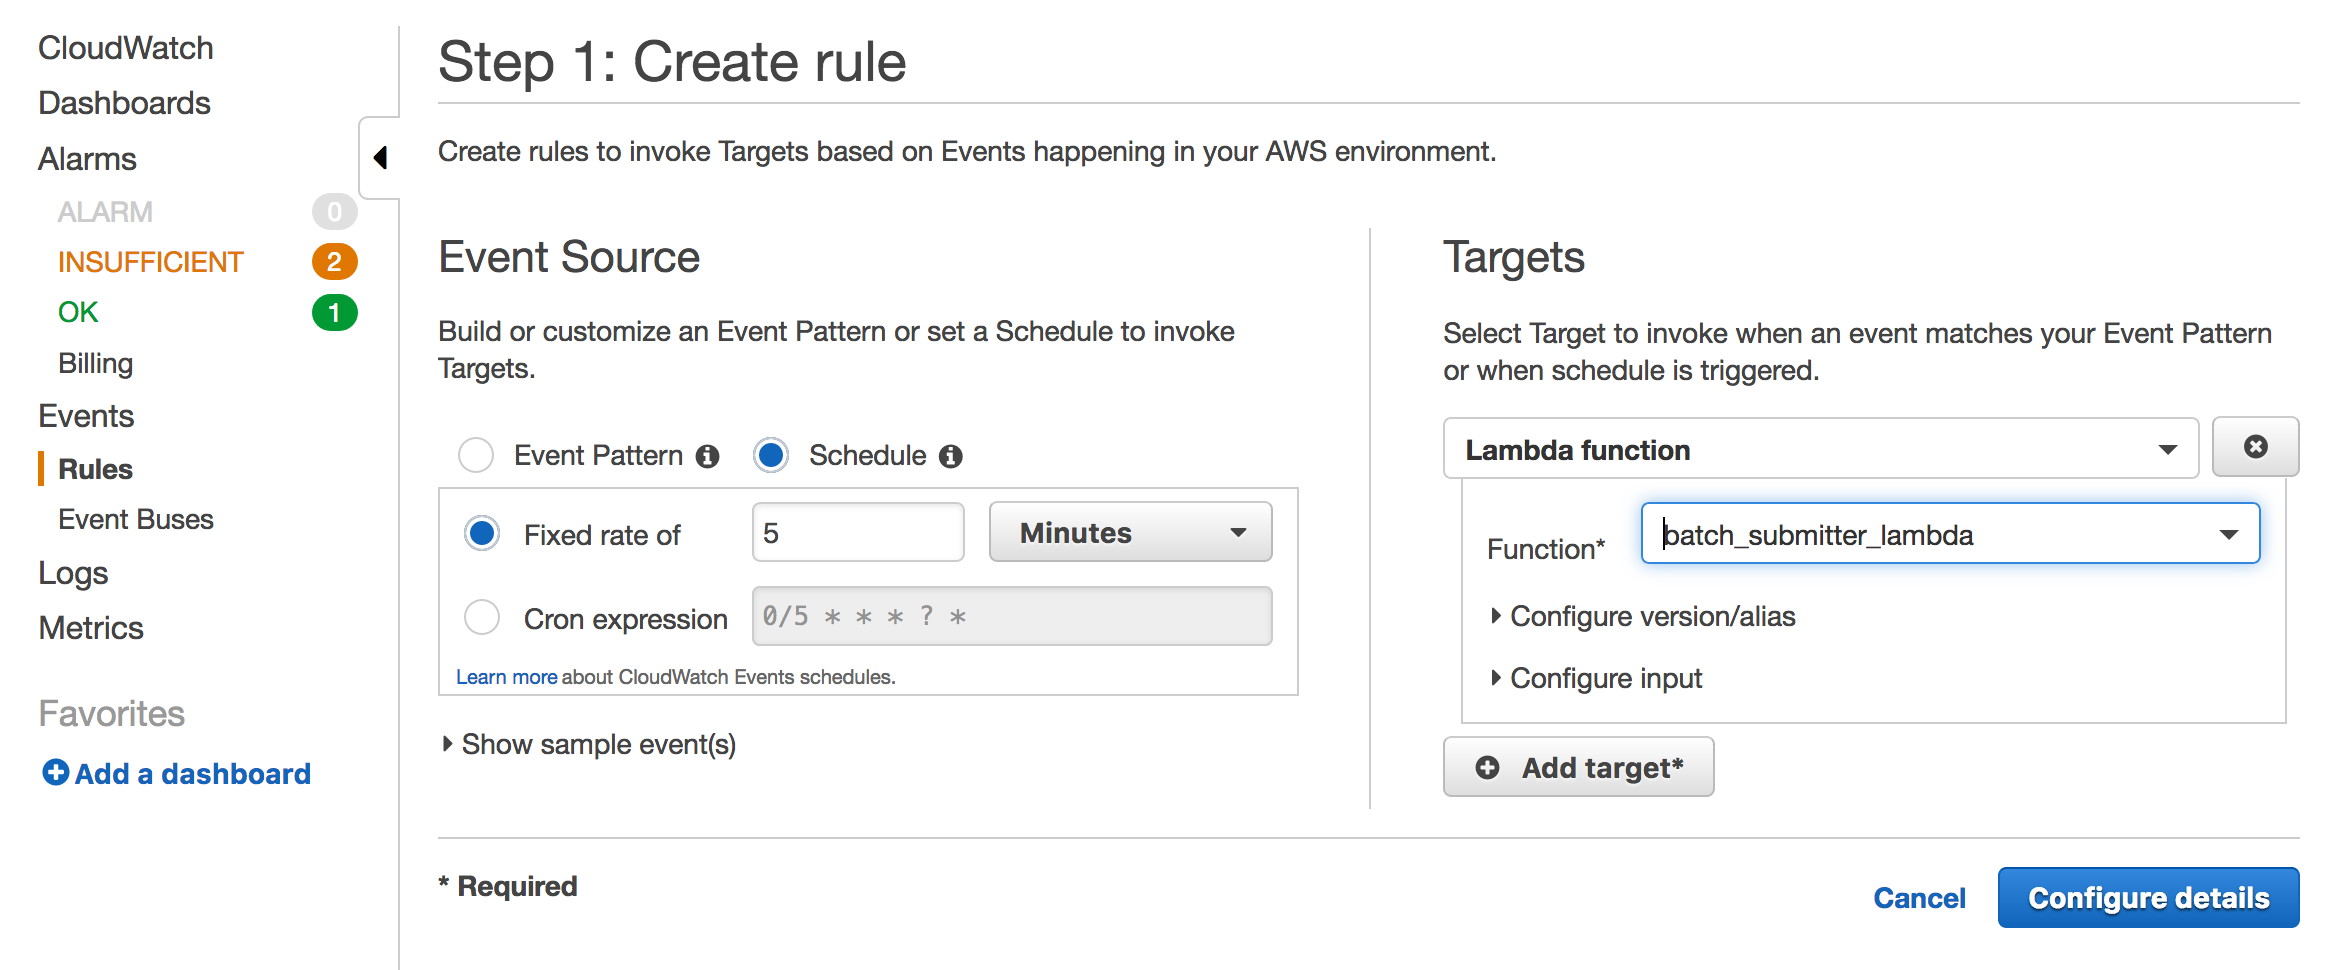 CloudWatch
Dashboards
Alarms
ALARM 0
INSUFFICIENT 2
OK 1
Billing
Events
Rules
Event Buses
Logs
Metrics
Favorites
Add a dashboard
Step 1: Create rule
Create rules to invoke Targets based on Events happening in your AWS environment.
Event Source
Build or customize an Event Pattern or set a Schedule to invoke
Targets.
Event Pattern Schedule
Fixed rate of 5 Minutes
Cron expression 0/5 * * * ? *
Learn more about CloudWatch Events schedules.
Show sample event(s)
Targets
Select Target to invoke when an event matches your Event Pattern
or when schedule is triggered.
Lambda function
Function* batch_submitter_lambda
Configure version/alias
Configure input
Add target*
* Required
Cancel Configure details